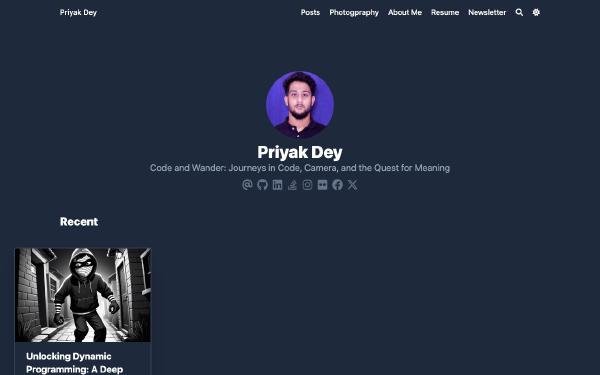 Priyak Dey
Posts Photogpraphy About Me Resume Newsletter
Priyak Dey
Code and Wander: Journeys in Code, Camera, and the Quest for Meaning
Recent
Unlocking Dynamic
Programming: A Deep